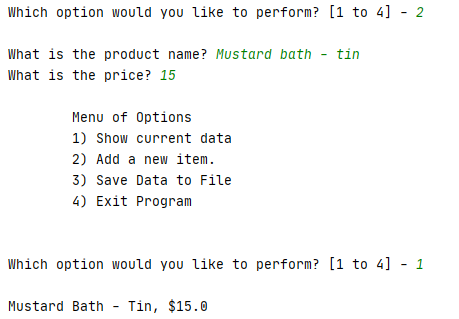 Which option would you like to perform? [1 to 4] - 2
What is the product name? Mustard bath - tin
What is the price? 15
Menu of Options
1) Show current data
2) Add a new item.
3) Save Data to File
4) Exit Program
Which option would you like to perform? [1 to 4] - 1
Mustard Bath - Tin, $15.0